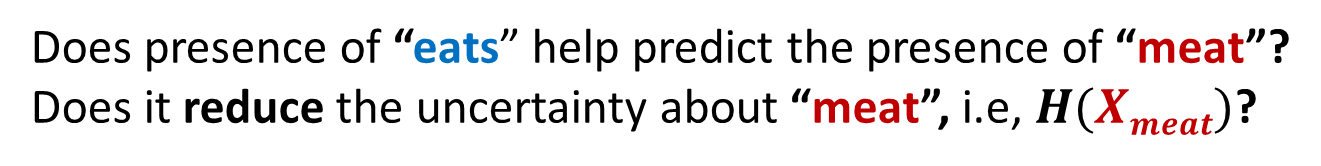 Does presence of “eats” help predict the presence of “meat”?
Does it reduce the uncertainty about “meat”, i.e, H(X_meat)?